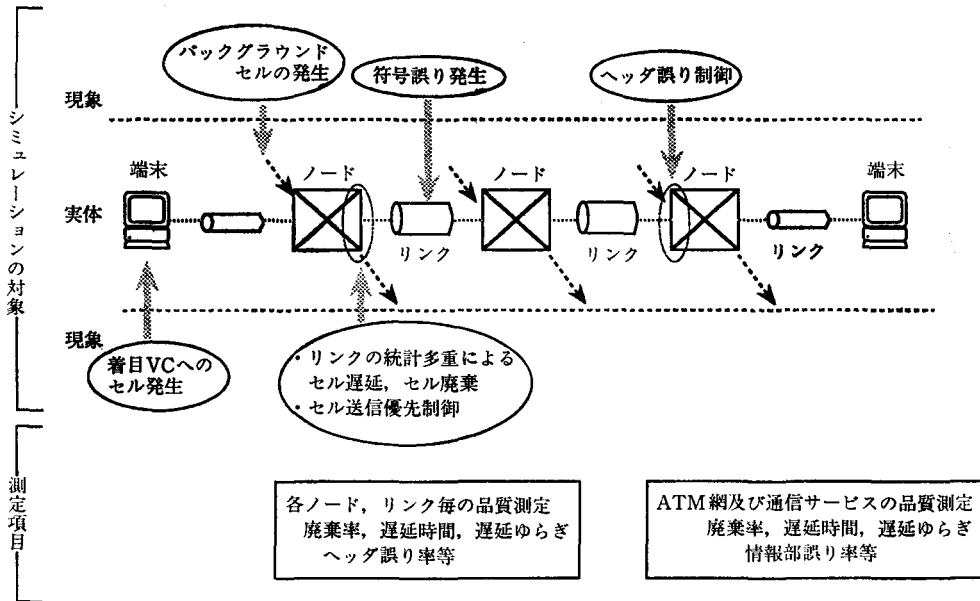 シミュレーションの対象
現象
バックグラウンド
セルの発生
符号誤り発生
ヘッダ誤り制御
実体
端末
ノード
リンク
ノード
リンク
ノード
リンク
端末
現象
着目VCへの
セル発生
・リンクの統計多重による
セル遅延，セル廃棄
・セル送信優先制御
測定項目
各ノード，リンク毎の品質測定
廃棄率，遅延時間，遅延ゆらぎ
ヘッダ誤り率等
ATM網及び通信サービスの品質測定
廃棄率，遅延時間，遅延ゆらぎ
情報部誤り率等